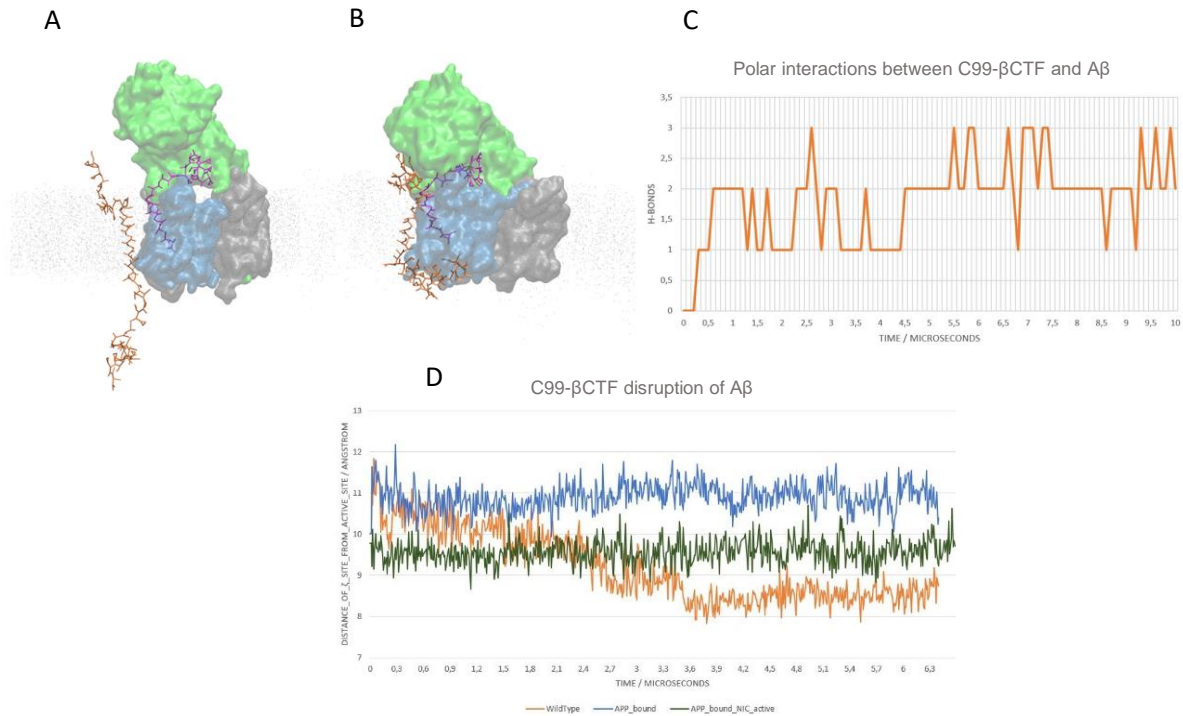 A
B
C
Polar interactions between C99-βCTF and Aβ
3,5
3
2,5
2
1,5
1
0,5
0
H-BONDS
0 0,5 1 1,5 2 2,5 3 3,5 4 4,5 5 5,5 6 6,5 7 7,5 8 8,5 9 9,5 10
TIME / MICROSECONDS
D
C99-βCTF disruption of Aβ
13
12
11
10
9
8
7
DISTANCE_OF_ζ_SITE_FROM_ACTIVE_SITE / ANGSTROM
0 0,3 0,6 0,9 1,2 1,5 1,8 2,1 2,4 2,7 3 3,3 3,6 3,9 4,2 4,5 4,8 5,1 5,4 5,7 6 6,3
TIME / MICROSECONDS
WildType APP_bound APP_bound_NIC_active